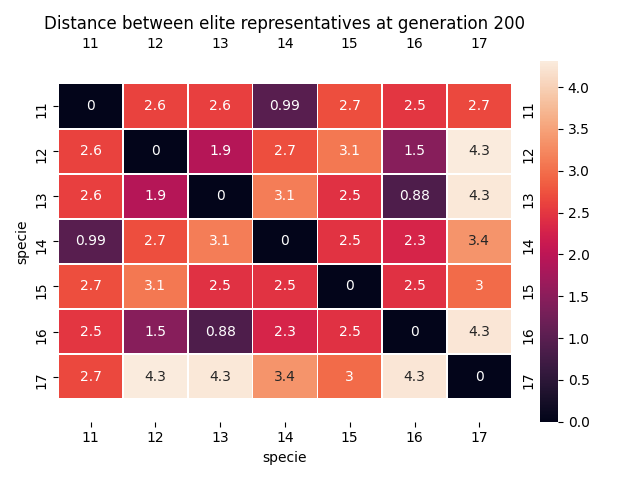 Distance between elite representatives at generation 200
11 12 13 14 15 16 17
11 0 2.6 2.6 0.99 2.7 2.5 2.7 11
12 2.6 0 1.9 2.7 3.1 1.5 4.3 12
13 2.6 1.9 0 3.1 2.5 0.88 4.3 13
14 0.99 2.7 3.1 0 2.5 2.3 3.4 14
15 2.7 3.1 2.5 2.5 0 2.5 3 15
16 2.5 1.5 0.88 2.3 2.5 0 4.3 16
17 2.7 4.3 4.3 3.4 3 4.3 0 17
11 12 13 14 15 16 17
specie
specie
4.0
3.5
3.0
2.5
2.0
1.5
1.0
0.5
0.0